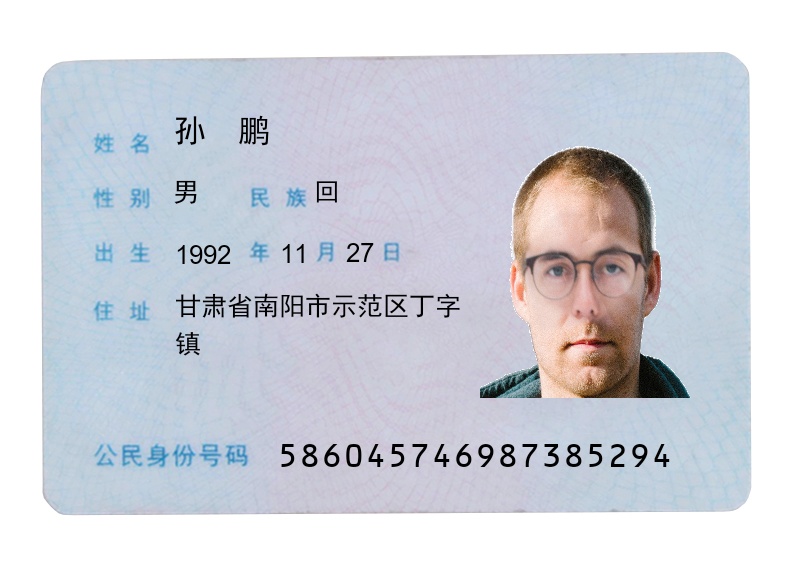 姓名 孙 鹏
性别 男 民族 回
出生 1992 年 11 月 27 日
住址 甘肃省南阳市示范区丁字
镇
公民身份号码 586045746987385294